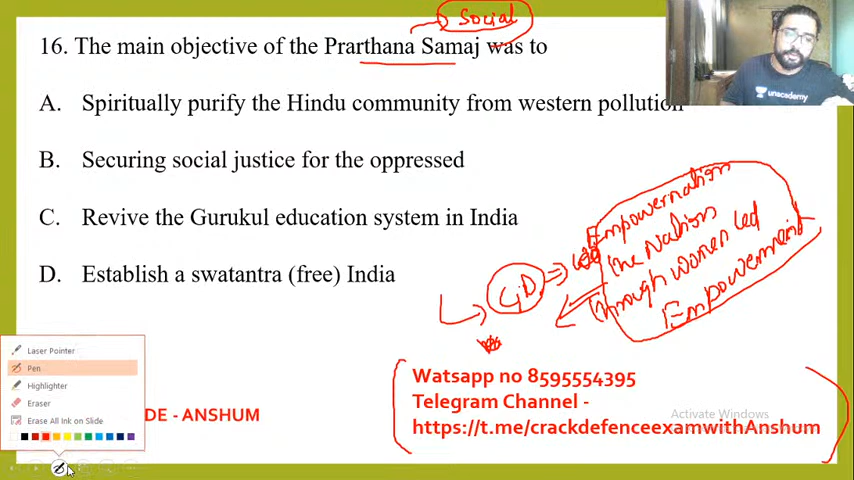 Social
16. The main objective of the Prarthana Samaj was to
unacademy
A. Spiritually purify the Hindu community from western pollution
B. Securing social justice for the oppressed
C. Revive the Gurukul education system in India
D. Establish a swatantra (free) India
Empowernation
the Nation
through women led
Empowerment
GD
Laser Pointer
Pen
Highlighter
Eraser
Erase All Ink on Slide
DE - ANSHUM
Watsapp no 8595554395
Telegram Channel -
https://t.me/crackdefenceexamwithAnshum
Activate Windows